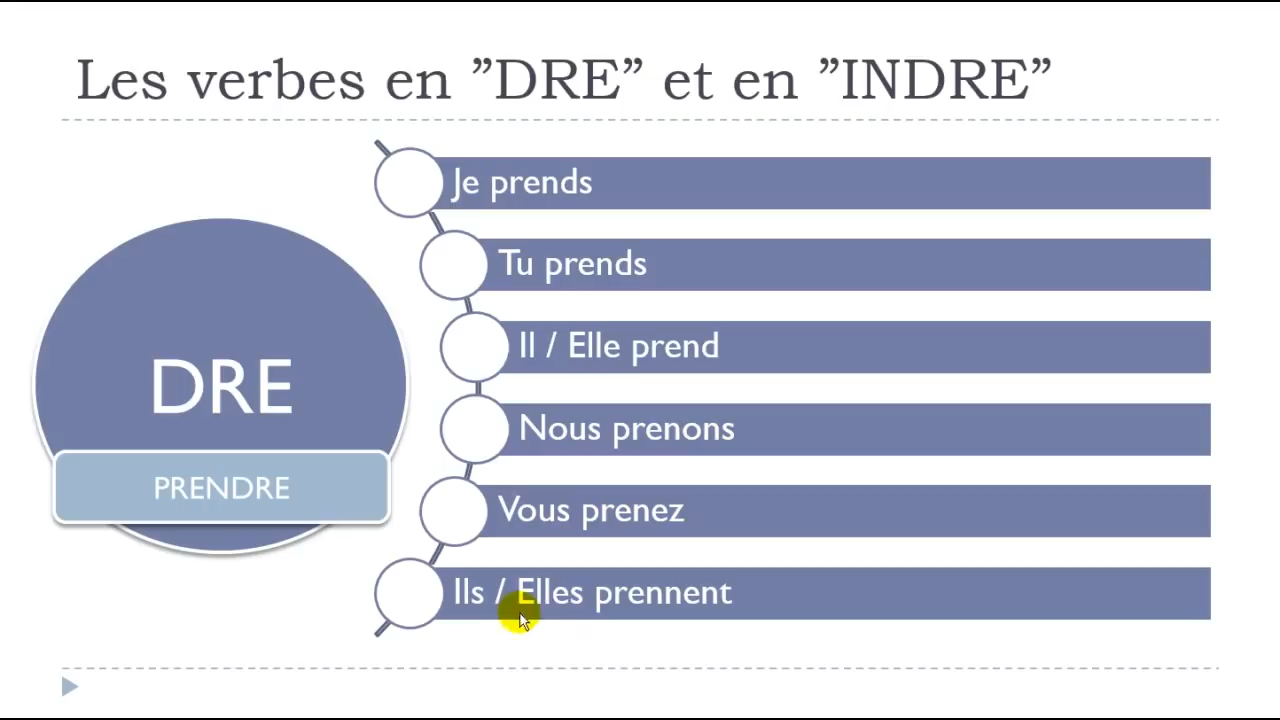 Les verbes en ”DRE” et en ”INDRE”
DRE
PRENDRE
Je prends
Tu prends
Il / Elle prend
Nous prenons
Vous prenez
Ils / Elles prennent